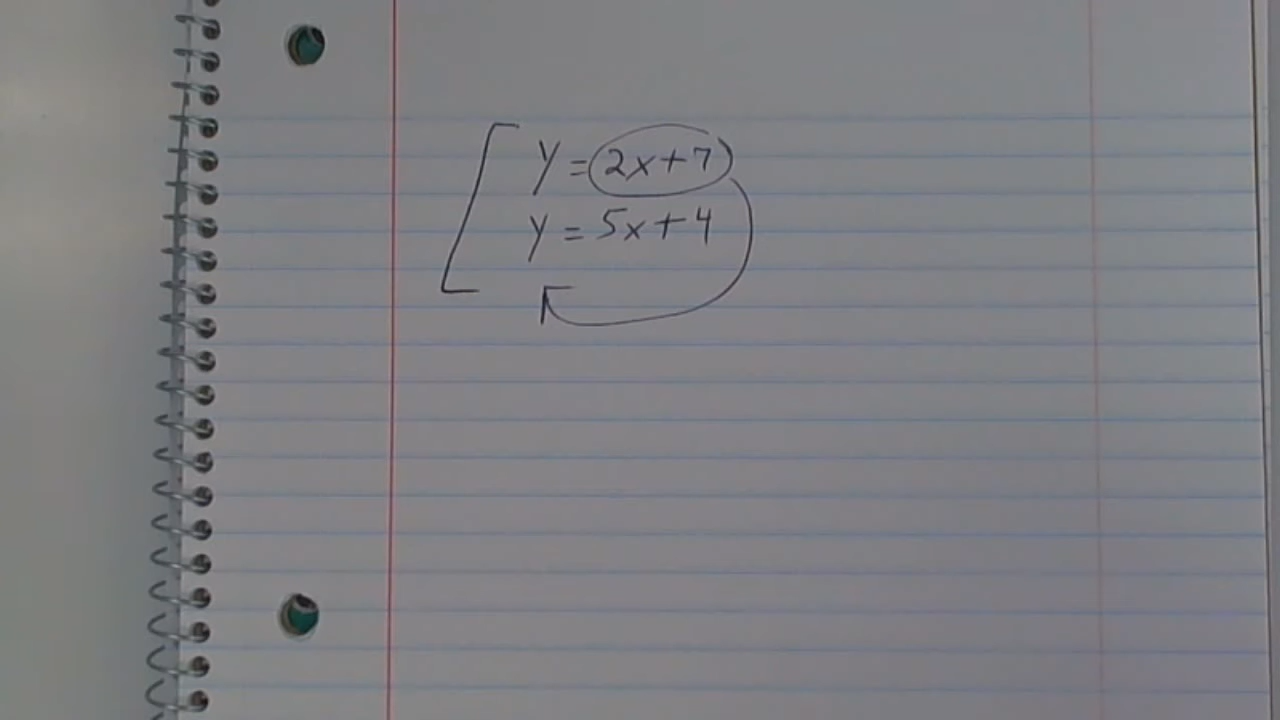 y = 2x + 7
y = 5x + 4